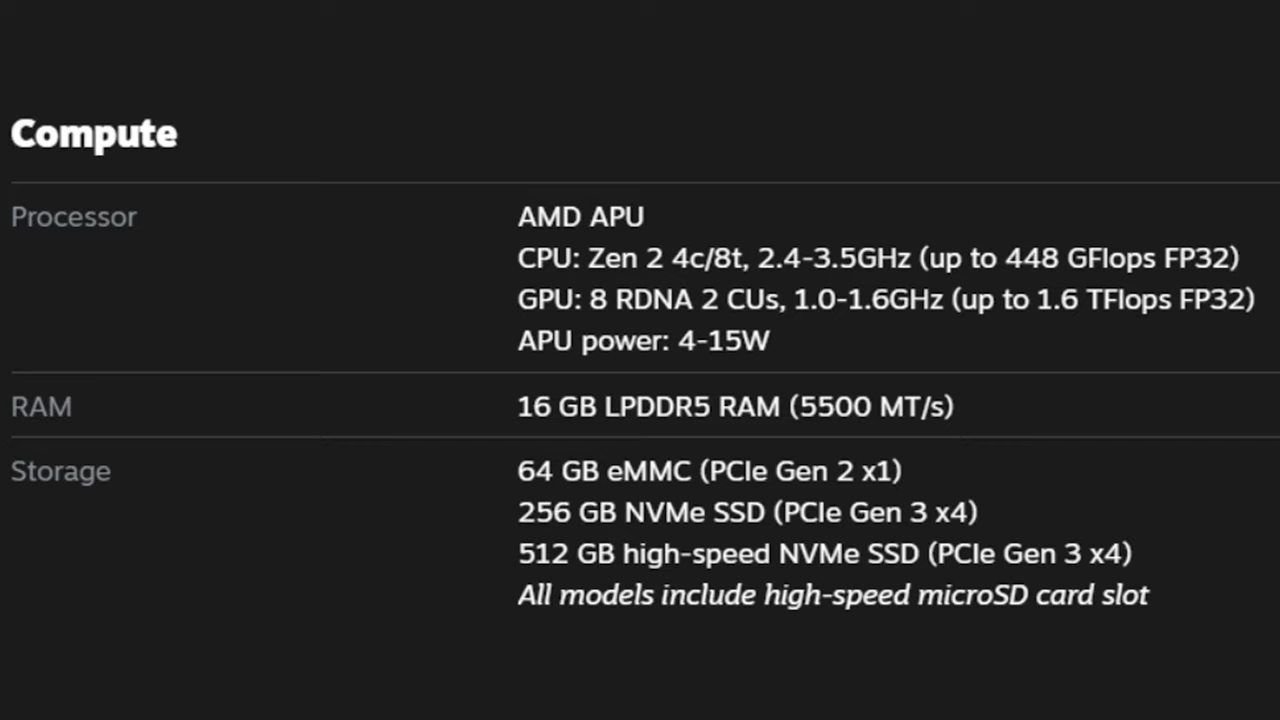 Compute
Processor
AMD APU
CPU: Zen 2 4c/8t, 2.4-3.5GHz (up to 448 GFlops FP32)
GPU: 8 RDNA 2 CUs, 1.0-1.6GHz (up to 1.6 TFlops FP32)
APU power: 4-15W
RAM
16 GB LPDDR5 RAM (5500 MT/s)
Storage
64 GB eMMC (PCIe Gen 2 x1)
256 GB NVMe SSD (PCIe Gen 3 x4)
512 GB high-speed NVMe SSD (PCIe Gen 3 x4)
All models include high-speed microSD card slot